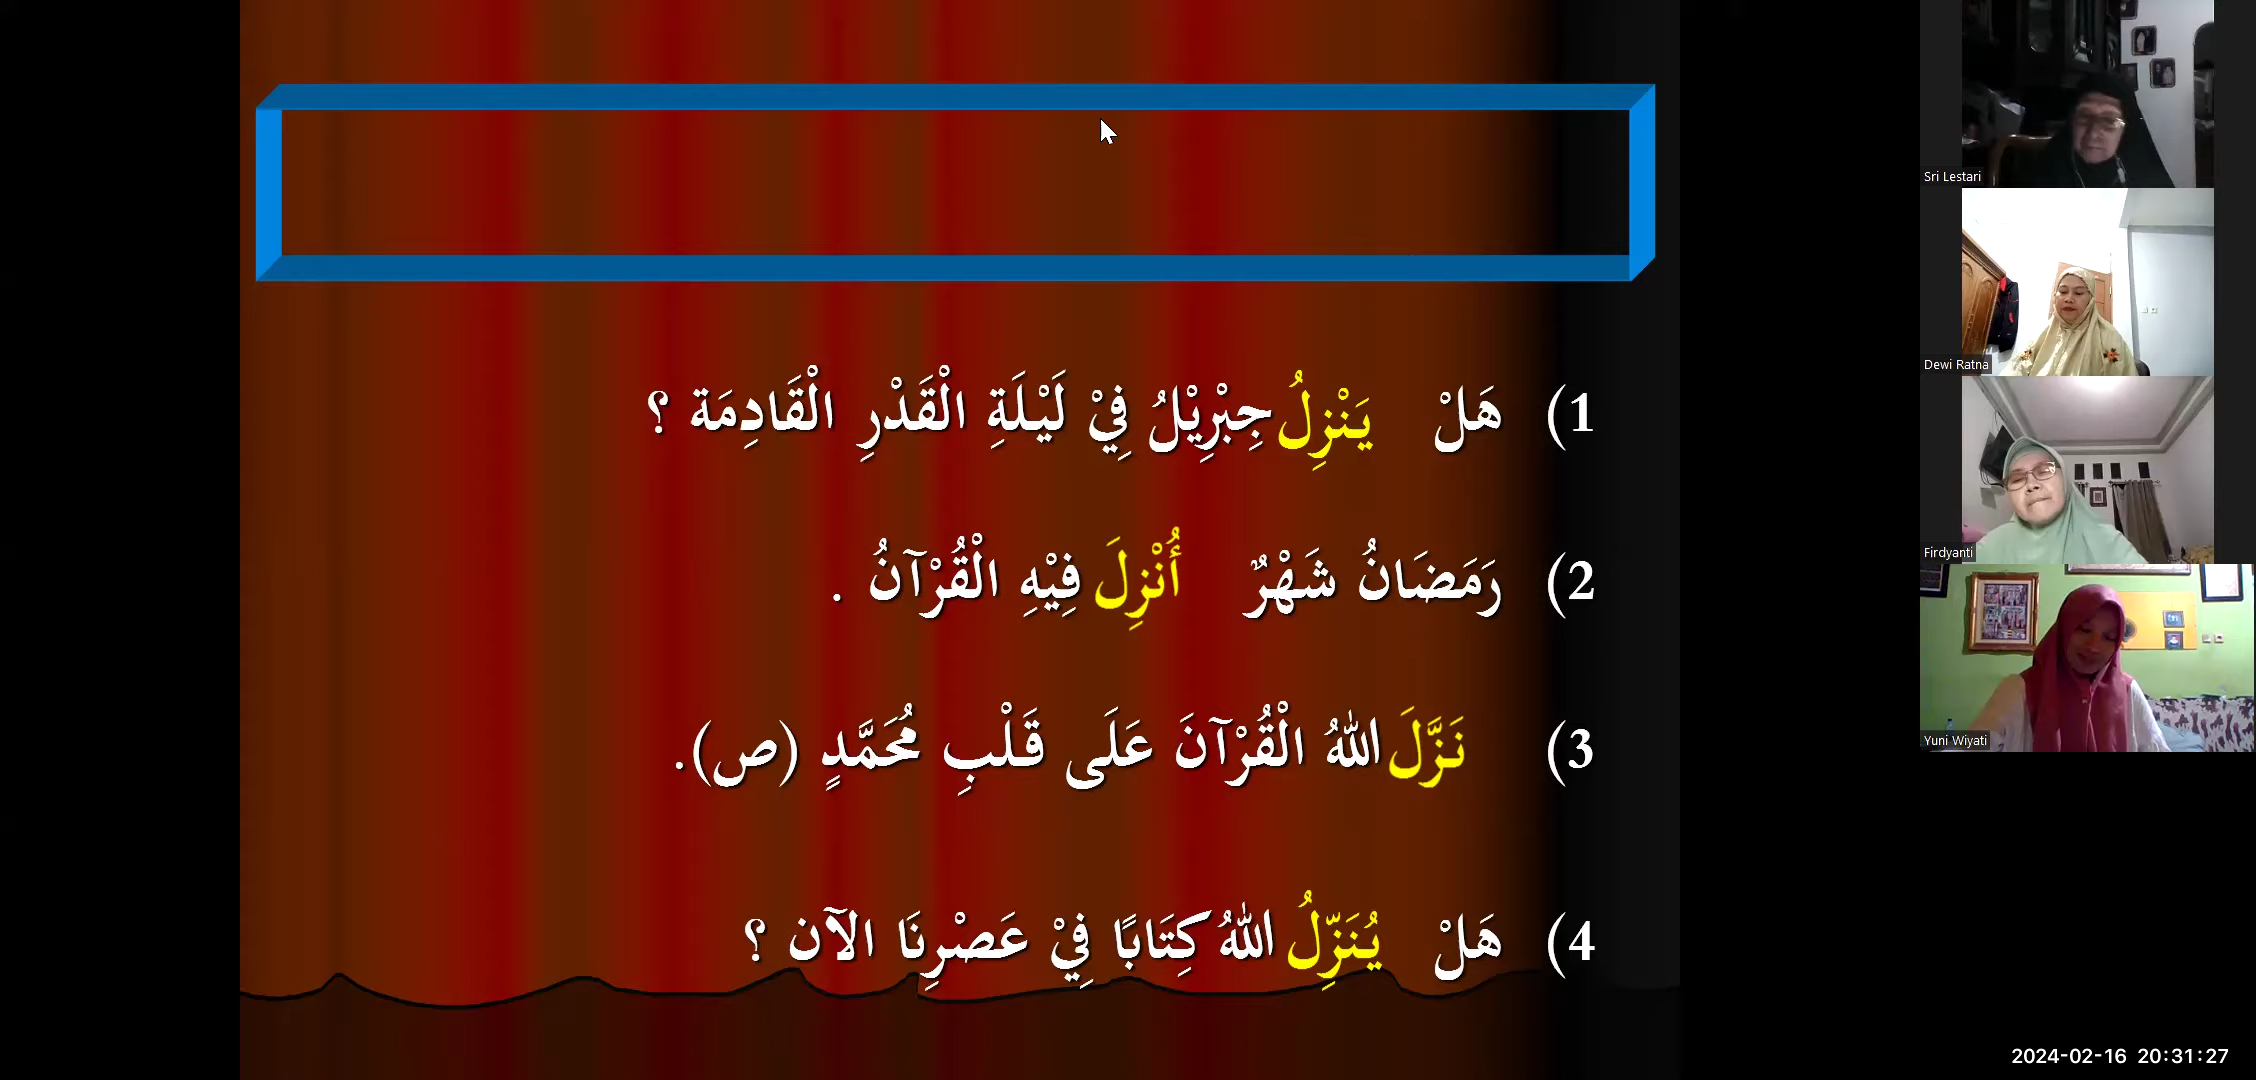 1) هَلْ يَنْزِلُ جِبْرِيْلُ فِيْ لَيْلَةِ الْقَدْرِ الْقَادِمَة ؟
2) رَمَضَانُ شَهْرٌ أُنْزِلَ فِيْهِ الْقُرْآنُ .
3) نَزَّلَ اللهُ الْقُرْآنَ عَلَى قَلْبِ مُحَمَّدٍ (ص).
4) هَلْ يُنَزِّلُ اللهُ كِتَابًا فِيْ عَصْرِنَا الآن ؟
Sri Lestari
Dewi Ratna
Firdyanti
Yuni Wiyati
2024-02-16 20:31:27